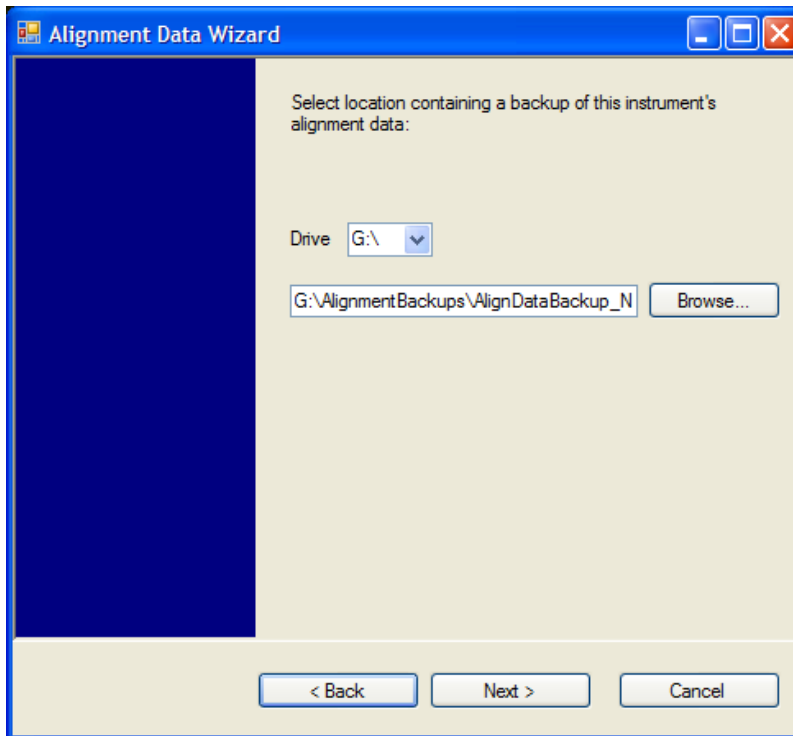 Alignment Data Wizard
Select location containing a backup of this instrument's
alignment data:
Drive G:\
G:\AlignmentBackups\AlignDataBackup_N Browse...
< Back Next > Cancel